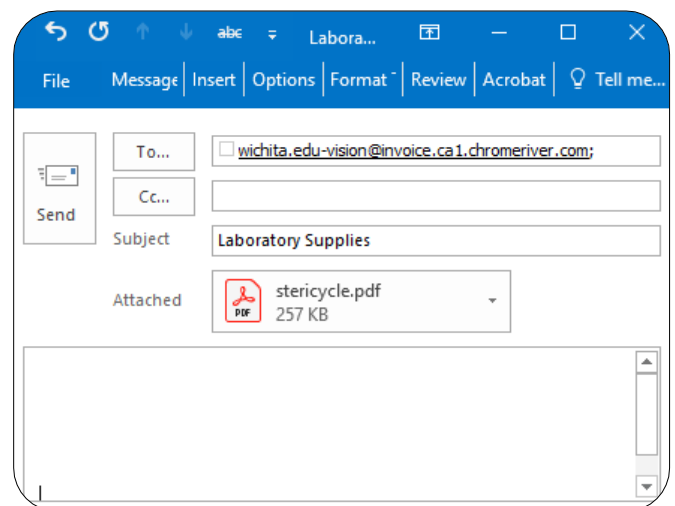 abc Labora...
File Message Insert Options Format Review Acrobat Tell me...
To... wichita.edu-vision@invoice.ca1.chromeriver.com;
Cc...
Send
Subject Laboratory Supplies
Attached stericycle.pdf
PDF 257 KB